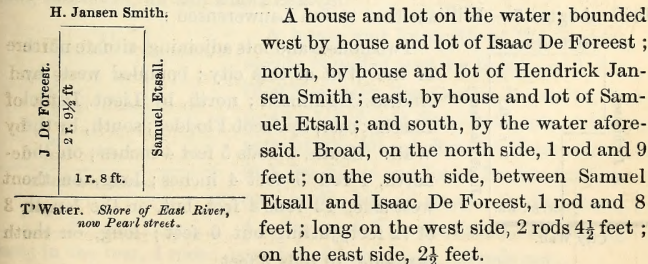 H. Jansen Smith.
J De Foreest.
2 r. 9½ ft
Samuel Etsall.
1 r. 8 ft.
T' Water. Shore of East River,
now Pearl street.
A house and lot on the water ; bounded
west by house and lot of Isaac De Foreest ;
north, by house and lot of Hendrick Jan-
sen Smith ; east, by house and lot of Sam-
uel Etsall ; and south, by the water afore-
said. Broad, on the north side, 1 rod and 9
feet ; on the south side, between Samuel
Etsall and Isaac De Foreest, 1 rod and 8
feet ; long on the west side, 2 rods 4½ feet ;
on the east side, 2½ feet.